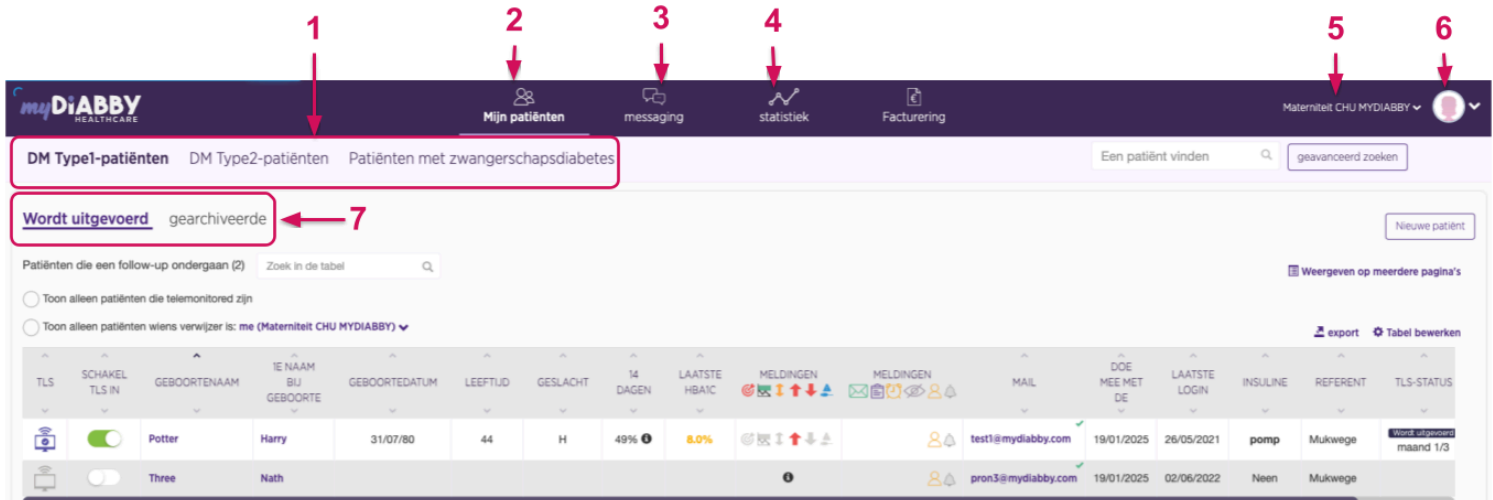 1 2 3 4 5 6
myDiABBY
HEALTHCARE
Mijn patiënten messaging statistiek Facturering Materniteit CHU MYDIABBY
DM Type1-patiënten DM Type2-patiënten Patiënten met zwangerschapsdiabetes Een patiënt vinden geavanceerd zoeken
Wordt uitgevoerd gearchiveerde 7
Nieuwe patiënt
Patiënten die een follow-up ondergaan (2) Zoek in de tabel
Weergeven op meerdere pagina's
Toon alleen patiënten die telemonitored zijn
Toon alleen patiënten wiens verwijzer is: me (Materniteit CHU MYDIABBY)
export Tabel bewerken
TLS
SCHAKEL
TLS IN
GEBOORTENAAM
1E NAAM
BIJ
GEBOORTE
GEBOORTEDATUM
LEEFTIJD
GESLACHT
14
DAGEN
LAATSTE
HBA1C
MELDINGEN
MELDINGEN
MAIL
DOE
MEE MET
DE
LAATSTE
LOGIN
INSULINE
REFERENT
TLS-STATUS
Potter Harry 31/07/80 44 H 49% 8.0% test1@mydiabby.com 19/01/2025 26/05/2021 pomp Mukwege Wordt uitgevoerd
maand 1/3
Three Nath pron3@mydiabby.com 19/01/2025 02/06/2022 Neen Mukwege